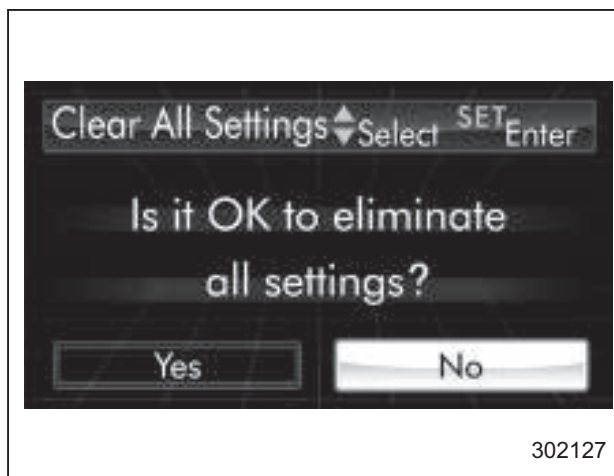 Clear All Settings Select SET Enter
Is it OK to eliminate
all settings?
Yes No
302127